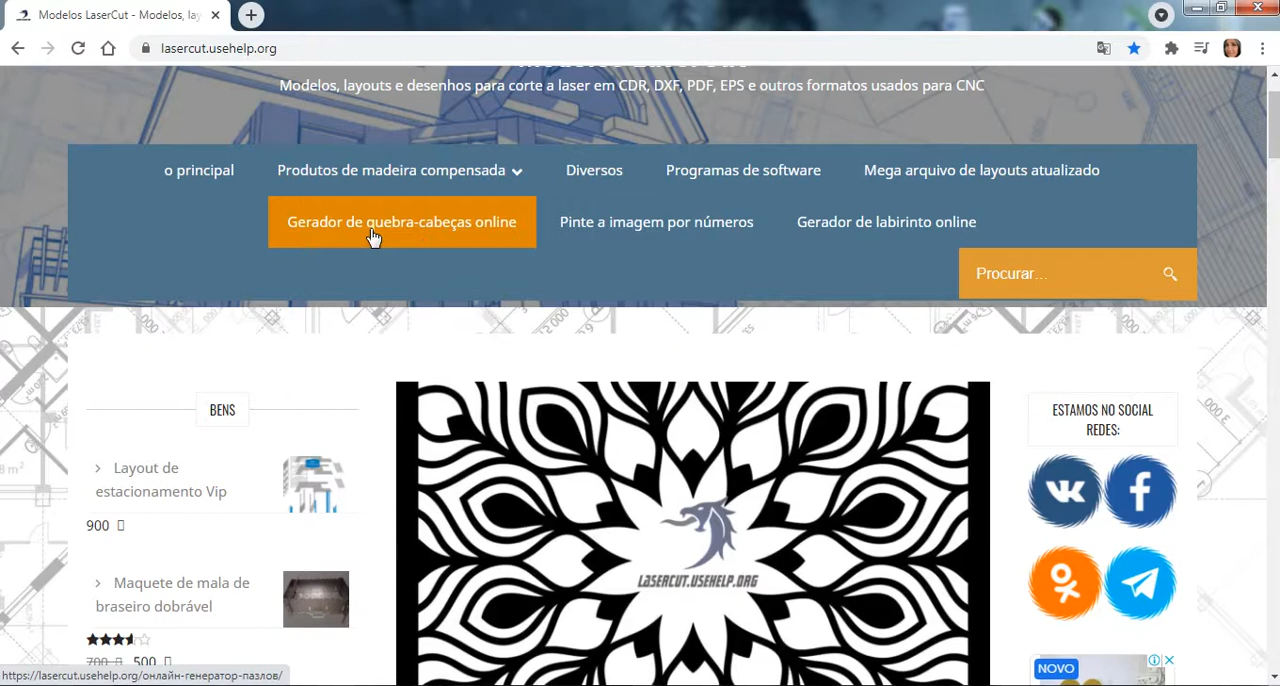 Modelos LaserCut - Modelos, lay
lasercut.usehelp.org
Modelos, layouts e desenhos para corte a laser em CDR, DXF, PDF, EPS e outros formatos usados para CNC
o principal
Produtos de madeira compensada
Diversos
Programas de software
Mega arquivo de layouts atualizado
Gerador de quebra-cabeças online
Pinte a imagem por números
Gerador de labirinto online
Procurar...
BENS
Layout de
estacionamento Vip
900
Maquete de mala de
braseiro dobrável
700 500
LASERCUT.USEHELP.ORG
ESTAMOS NO SOCIAL
REDES:
NOVO
https://lasercut.usehelp.org/онлайн-генератор-пазлов/